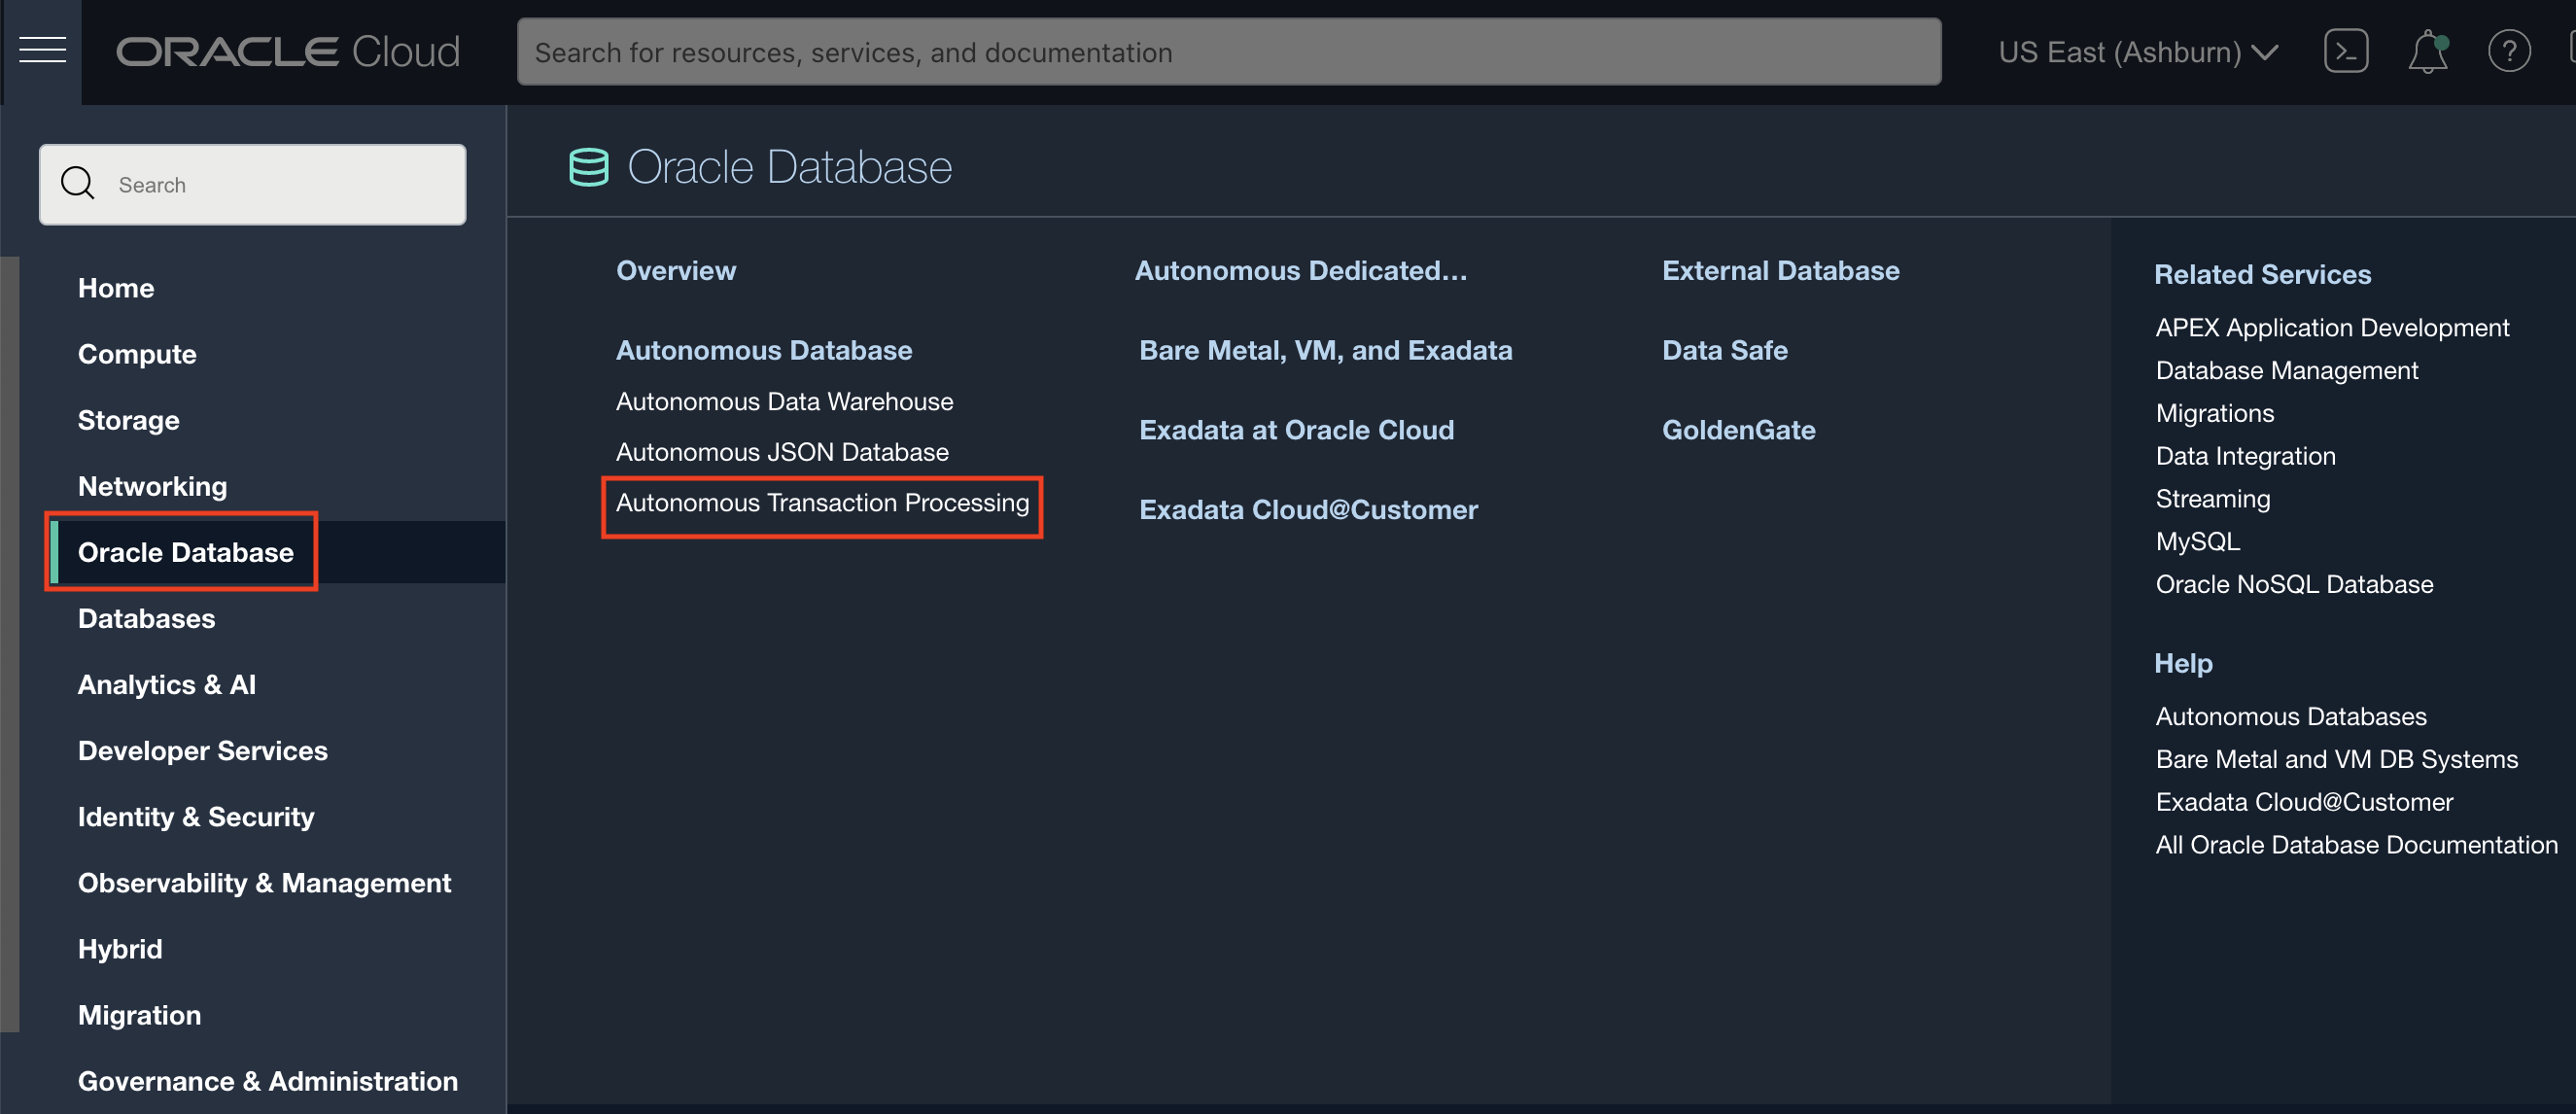 ORACLE Cloud
Search for resources, services, and documentation
US East (Ashburn)
Search
Home
Compute
Storage
Networking
Oracle Database
Databases
Analytics & AI
Developer Services
Identity & Security
Observability & Management
Hybrid
Migration
Governance & Administration
Oracle Database
Overview
Autonomous Database
Autonomous Data Warehouse
Autonomous JSON Database
Autonomous Transaction Processing
Autonomous Dedicated...
Bare Metal, VM, and Exadata
Exadata at Oracle Cloud
Exadata Cloud@Customer
External Database
Data Safe
GoldenGate
Related Services
APEX Application Development
Database Management
Migrations
Data Integration
Streaming
MySQL
Oracle NoSQL Database
Help
Autonomous Databases
Bare Metal and VM DB Systems
Exadata Cloud@Customer
All Oracle Database Documentation